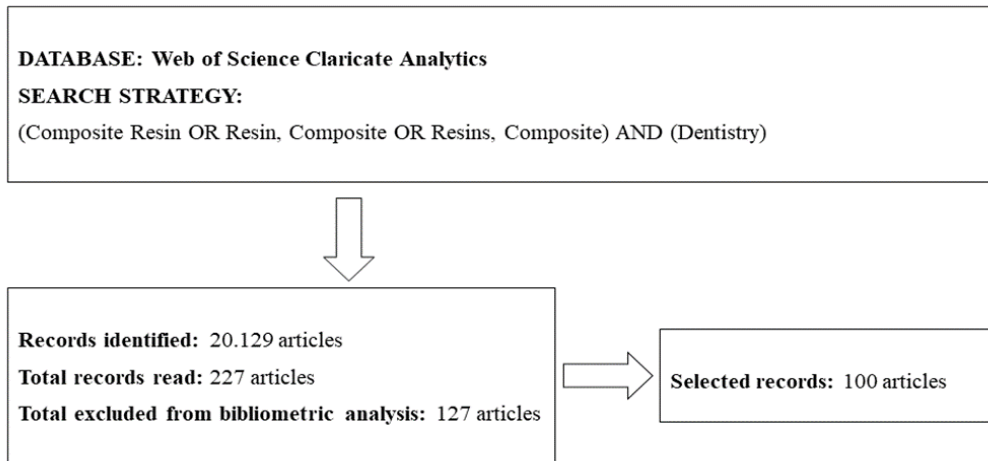 DATABASE: Web of Science Claricate Analytics
SEARCH STRATEGY:
(Composite Resin OR Resin, Composite OR Resins, Composite) AND (Dentistry)
Records identified: 20.129 articles
Total records read: 227 articles
Total excluded from bibliometric analysis: 127 articles
Selected records: 100 articles